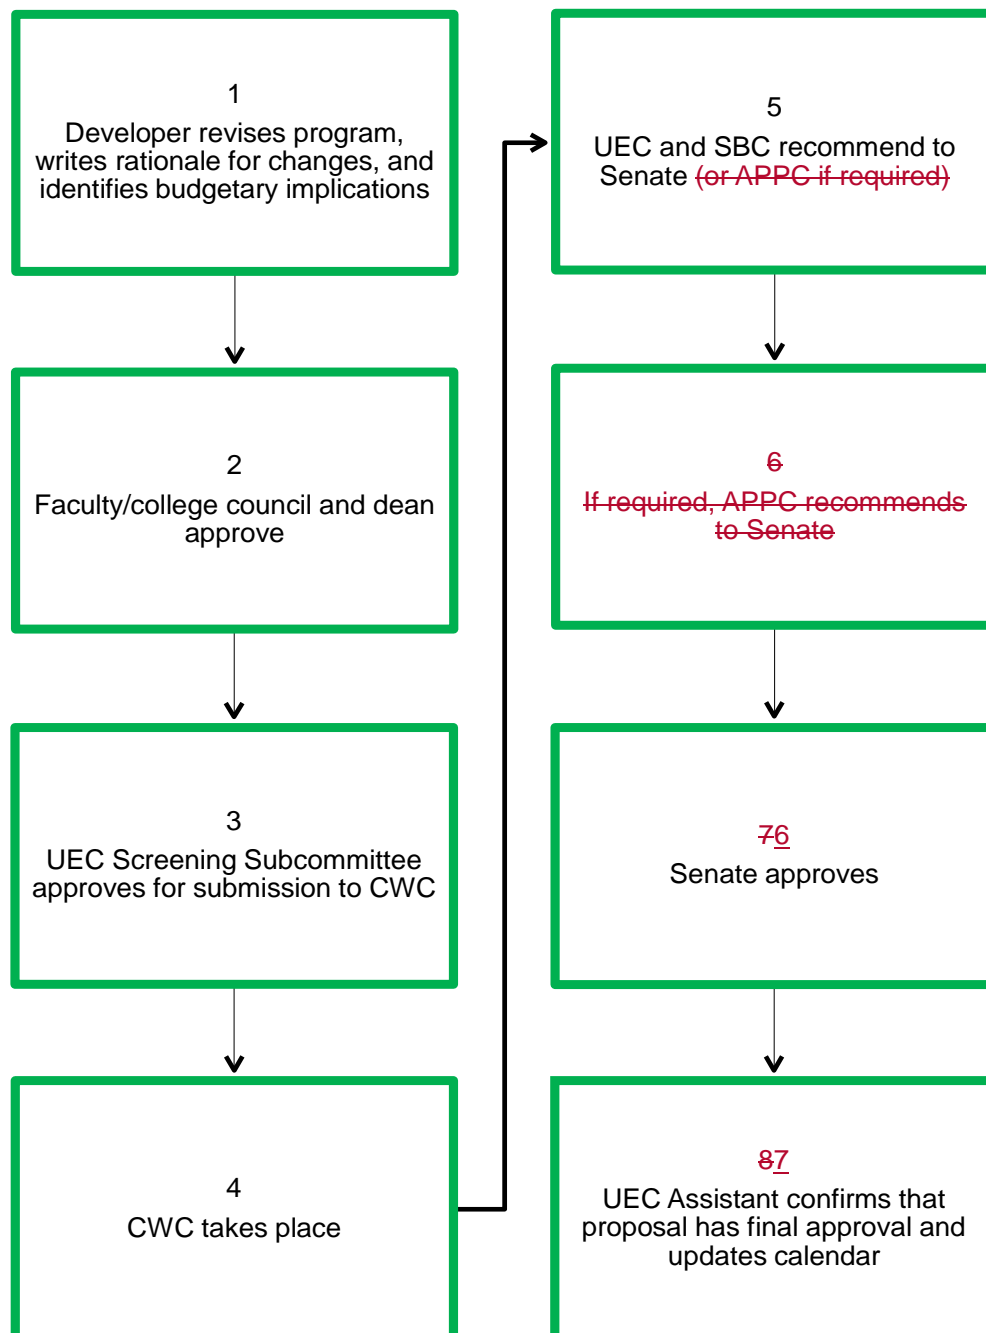 1
Developer revises program,
writes rationale for changes, and
identifies budgetary implications
2
Faculty/college council and dean
approve
3
UEC Screening Subcommittee
approves for submission to CWC
4
CWC takes place
5
UEC and SBC recommend to
Senate (or APPC if required)
6
If required, APPC recommends
to Senate
76
Senate approves
87
UEC Assistant confirms that
proposal has final approval and
updates calendar